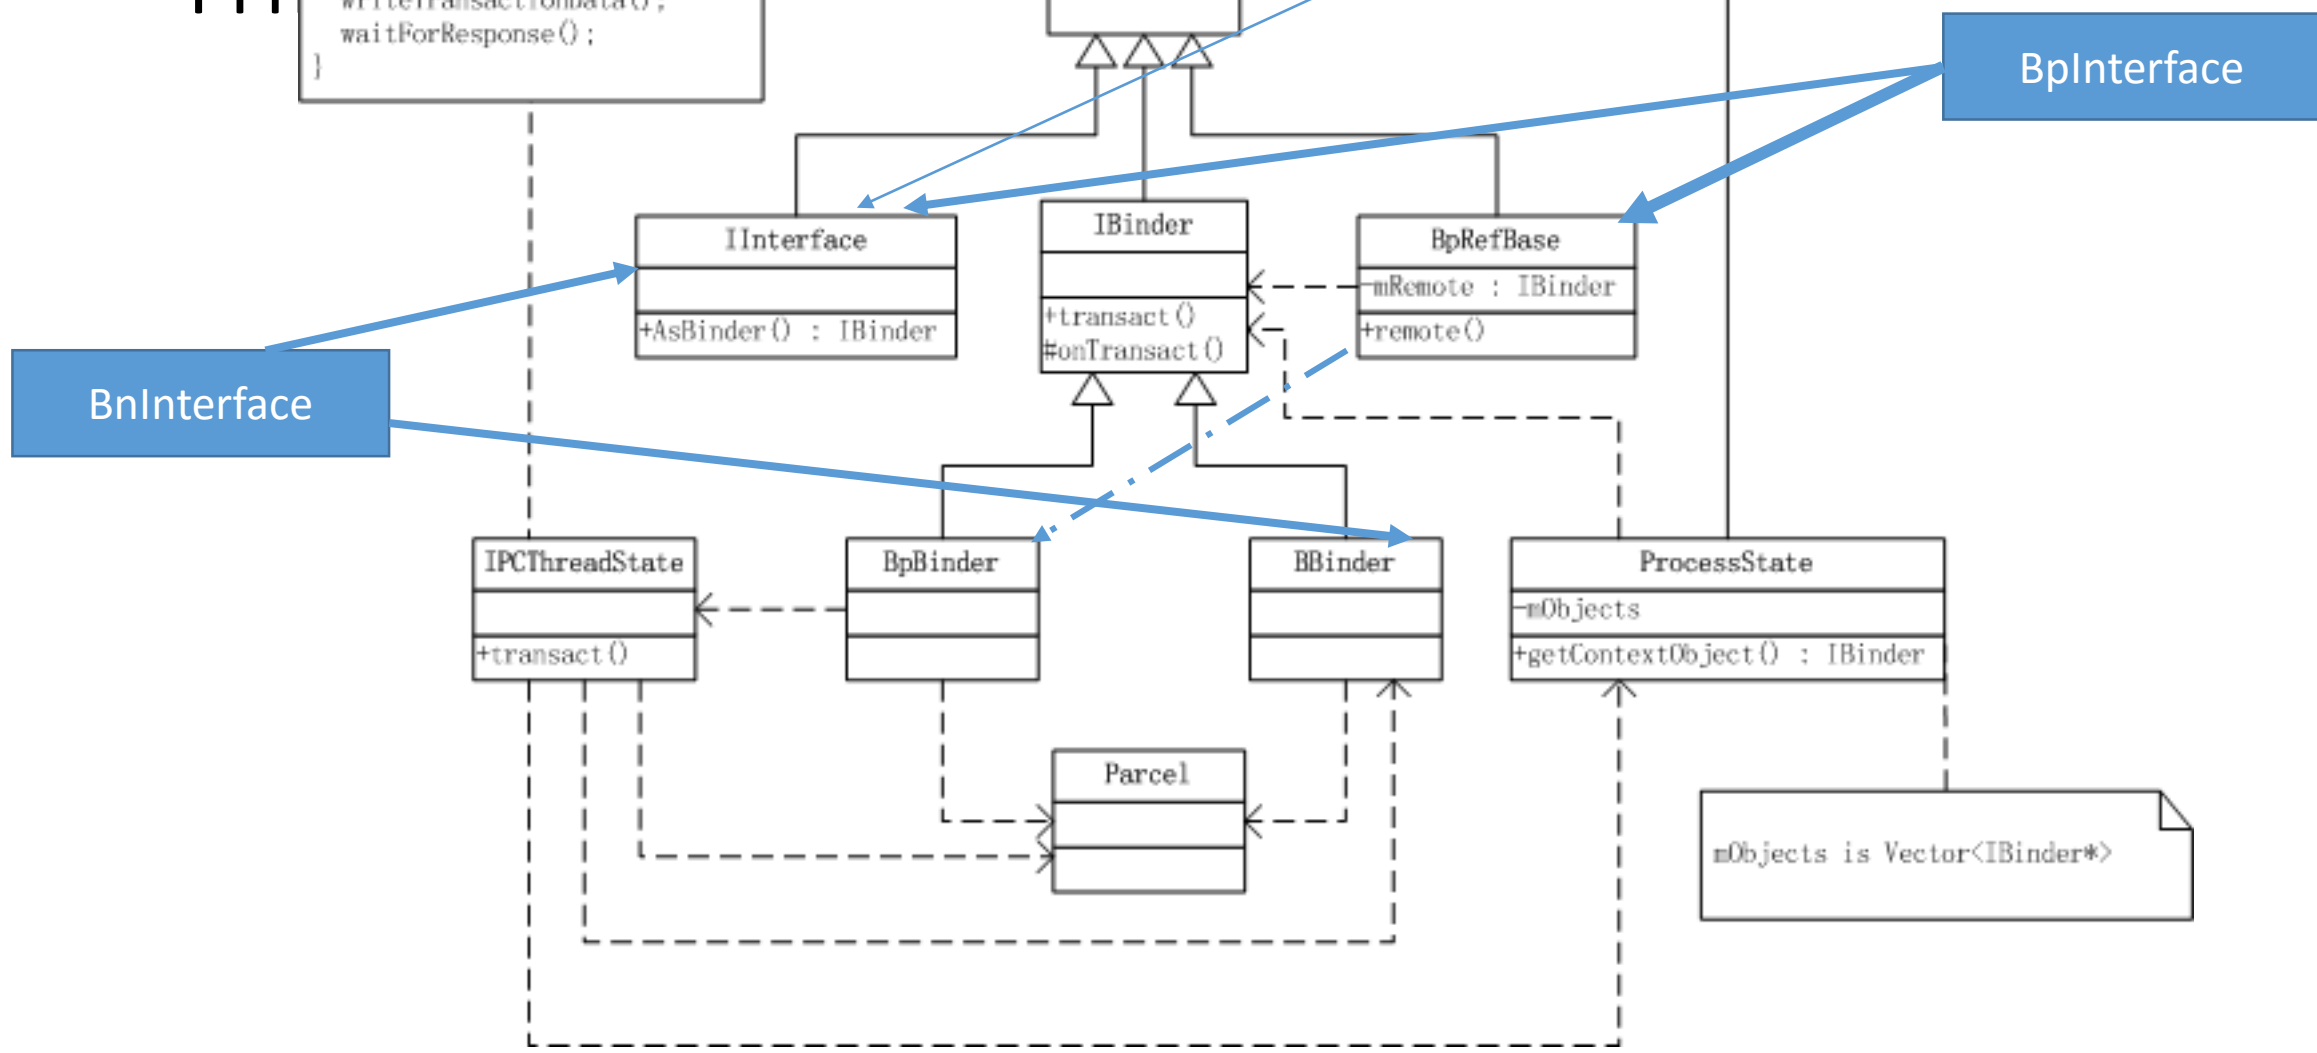 writeTransactionData();
waitForResponse();
}
BpInterface
IInterface
+AsBinder() : IBinder
IBinder
+transact()
#onTransact()
BpRefBase
-mRemote : IBinder
+remote()
BnInterface
IPCThreadState
+transact()
BpBinder
BBinder
ProcessState
-mObjects
+getContextObject() : IBinder
Parcel
mObjects is Vector<IBinder*>